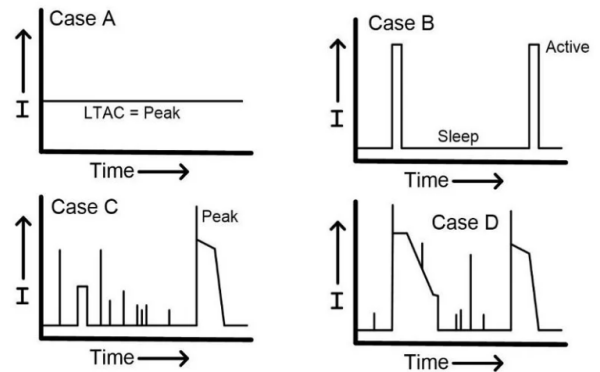 Case A
I
LTAC = Peak
Time
Case B
Active
I
Sleep
Time
Case C
Peak
I
Time
Case D
I
Time